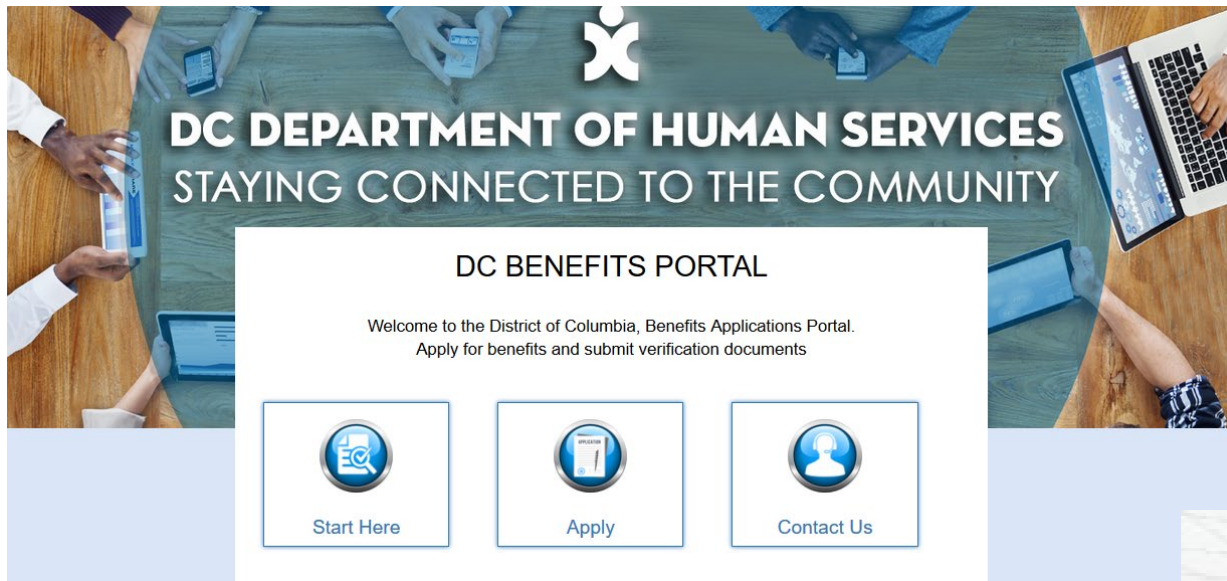 DC DEPARTMENT OF HUMAN SERVICES
STAYING CONNECTED TO THE COMMUNITY
DC BENEFITS PORTAL
Welcome to the District of Columbia, Benefits Applications Portal.
Apply for benefits and submit verification documents
APPLICATION
Start Here
Apply
Contact Us